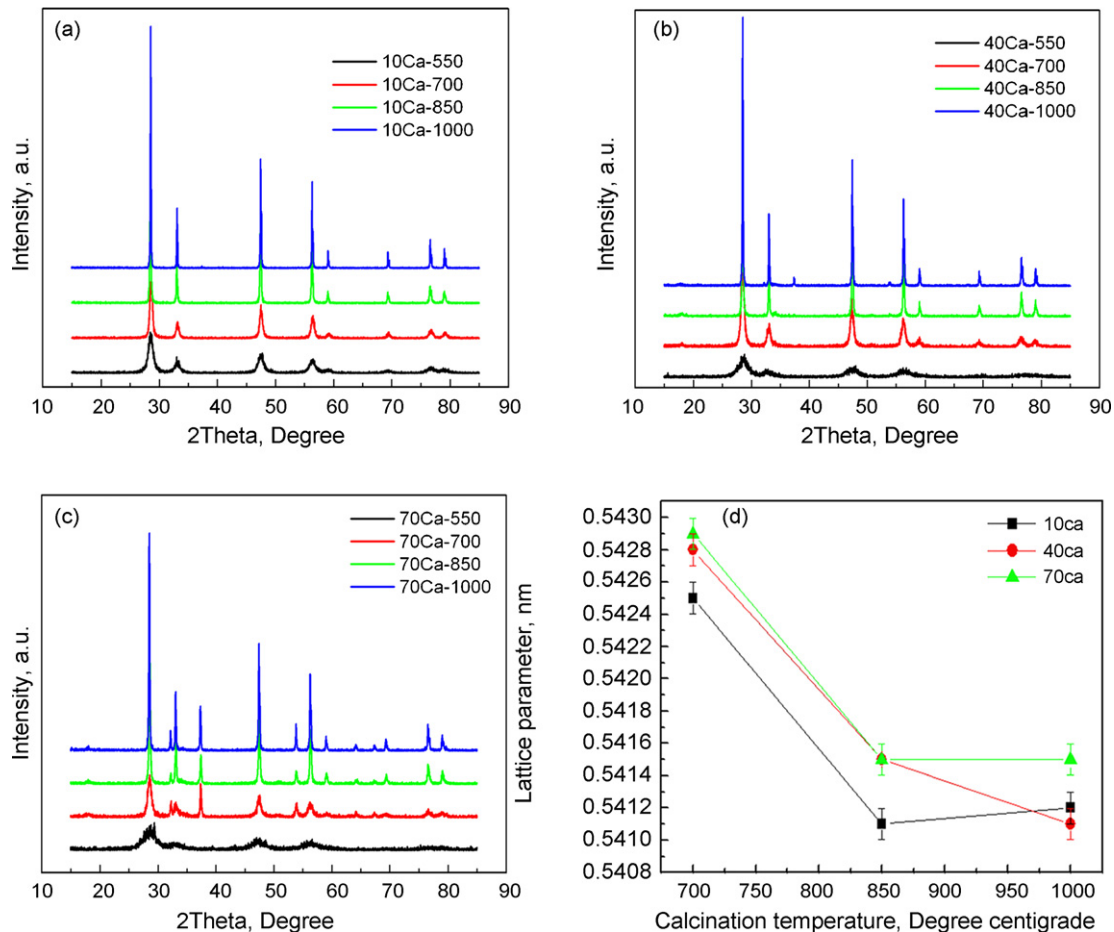 (a)
10Ca-550
10Ca-700
10Ca-850
10Ca-1000
Intensity, a.u.
10 20 30 40 50 60 70 80 90
2Theta, Degree
(b)
40Ca-550
40Ca-700
40Ca-850
40Ca-1000
Intensity, a.u.
10 20 30 40 50 60 70 80 90
2Theta, Degree
(c)
70Ca-550
70Ca-700
70Ca-850
70Ca-1000
Intensity, a.u.
10 20 30 40 50 60 70 80 90
2Theta, Degree
(d)
10ca
40ca
70ca
Lattice parameter, nm
0.5430
0.5428
0.5426
0.5424
0.5422
0.5420
0.5418
0.5416
0.5414
0.5412
0.5410
0.5408
700 750 800 850 900 950 1000
Calcination temperature, Degree centigrade